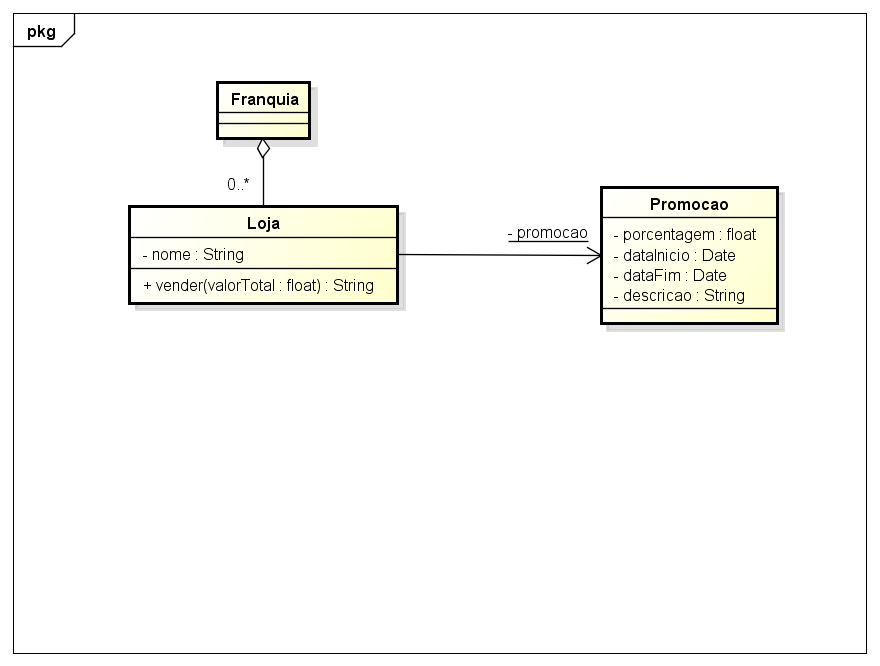 pkg
Franquia
0..*
Loja
- nome : String
+ vender(valorTotal : float) : String
- promocao
Promocao
- porcentagem : float
- dataInicio : Date
- dataFim : Date
- descricao : String